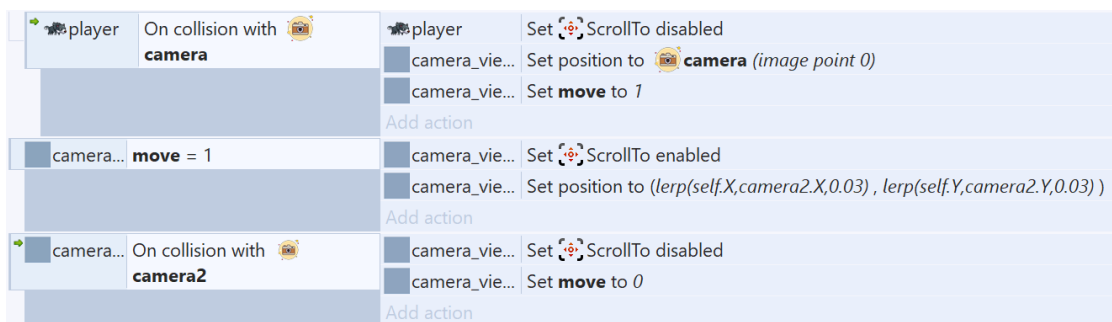 player On collision with camera player Set ScrollTo disabled
camera_vie... Set position to camera (image point 0)
camera_vie... Set move to 1
Add action
camera... move = 1 camera_vie... Set ScrollTo enabled
camera_vie... Set position to (lerp(self.X,camera2.X,0.03) , lerp(self.Y,camera2.Y,0.03) )
Add action
camera... On collision with camera2 camera_vie... Set ScrollTo disabled
camera_vie... Set move to 0
Add action